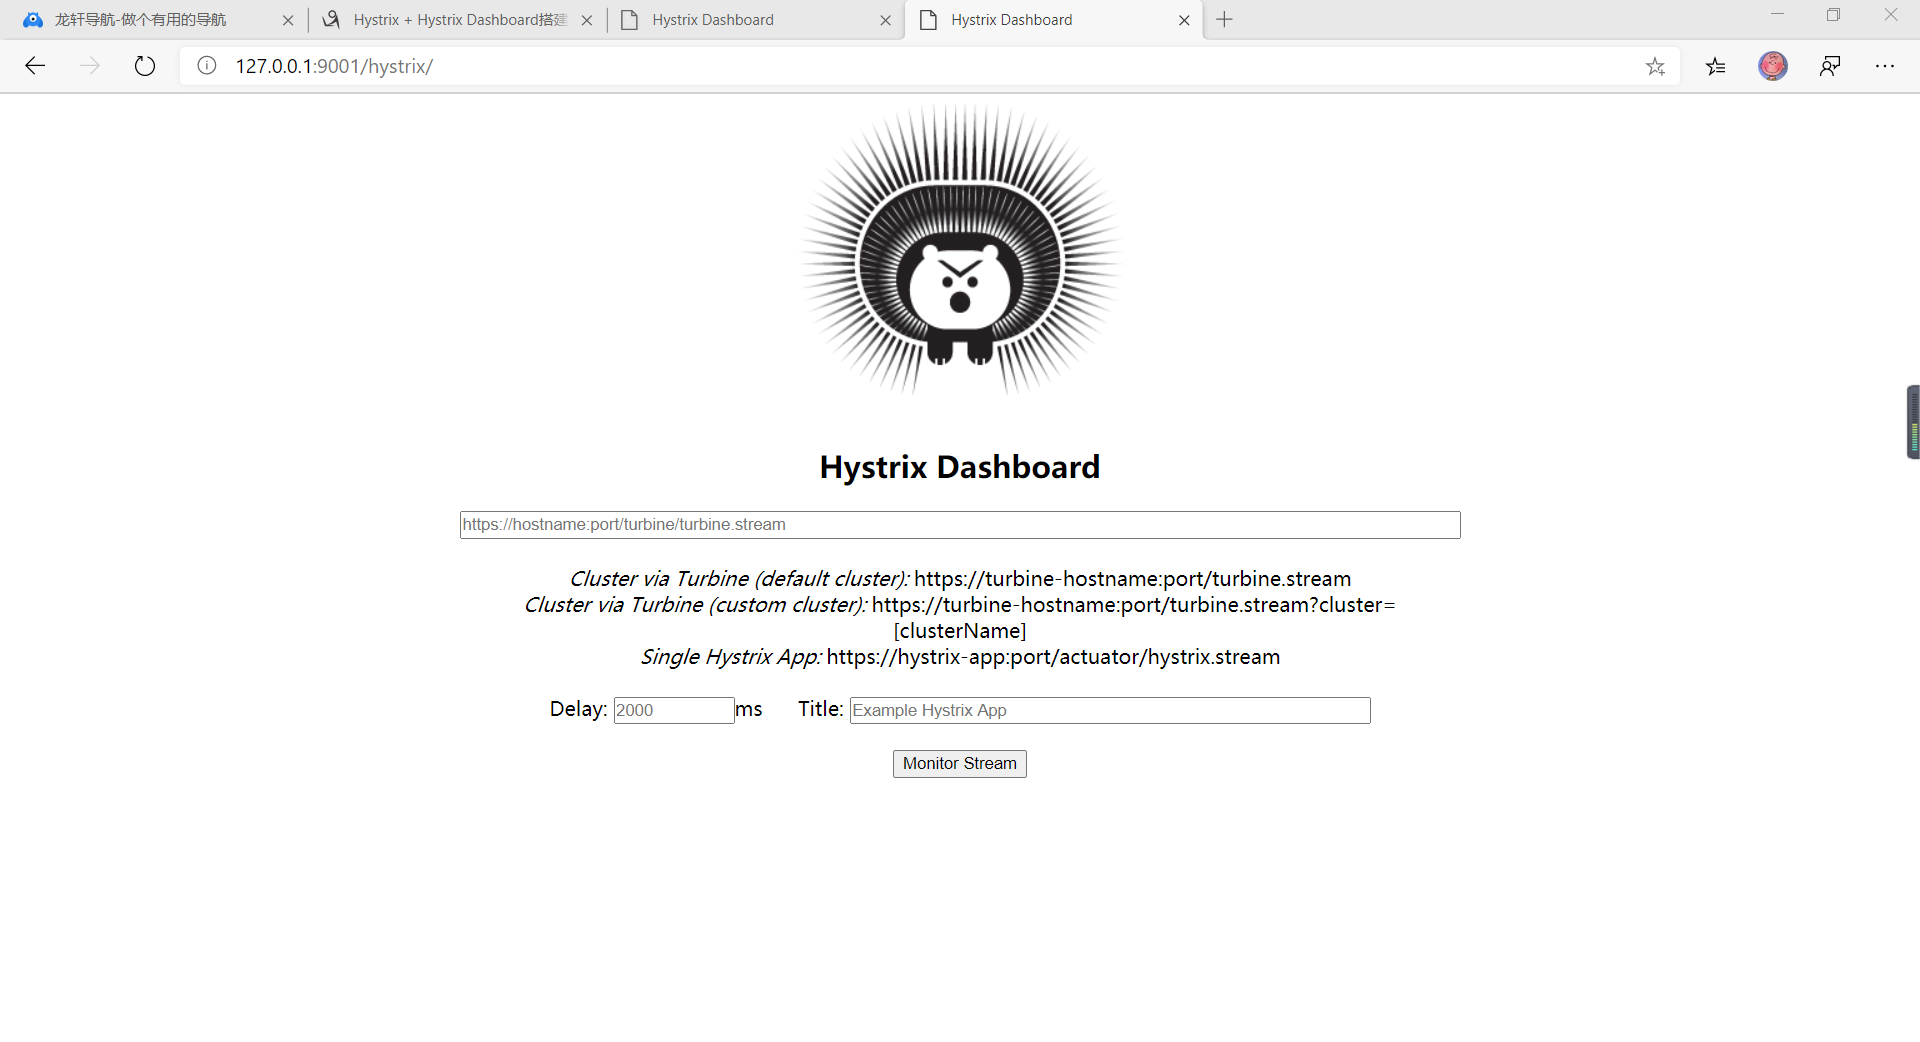 龙轩导航-做个有用的导航
Hystrix + Hystrix Dashboard搭建
Hystrix Dashboard
Hystrix Dashboard
127.0.0.1:9001/hystrix/
Hystrix Dashboard
https://hostname:port/turbine/turbine.stream
Cluster via Turbine (default cluster): https://turbine-hostname:port/turbine.stream
Cluster via Turbine (custom cluster): https://turbine-hostname:port/turbine.stream?cluster=
[clusterName]
Single Hystrix App: https://hystrix-app:port/actuator/hystrix.stream
Delay: 2000 ms Title: Example Hystrix App
Monitor Stream